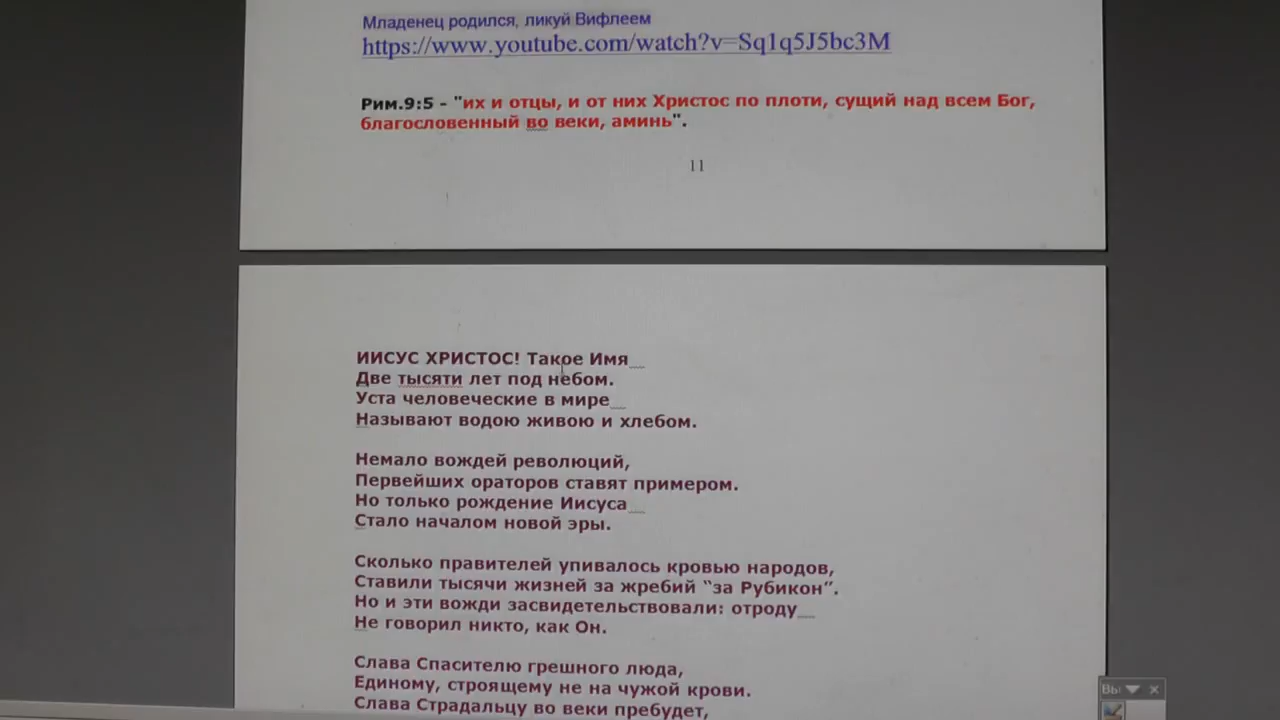 Младенец родился, ликуй Вифлеем
https://www.youtube.com/watch?v=Sq1q5J5bc3M
Рим.9:5 - "их и отцы, и от них Христос по плоти, сущий над всем Бог,
благословенный во веки, аминь".
11
ИИСУС ХРИСТОС! Такое Имя
Две тысяти лет под небом.
Уста человеческие в мире
Называют водою живою и хлебом.
Немало вождей революций,
Первейших ораторов ставят примером.
Но только рождение Иисуса
Стало началом новой эры.
Сколько правителей упивалось кровью народов,
Ставили тысячи жизней за жребий “за Рубикон”.
Но и эти вожди засвидетельствовали: отроду
Не говорил никто, как Он.
Слава Спасителю грешного люда,
Единому, строящему не на чужой крови.
Слава Страдальцу во веки пребудет,
Вы